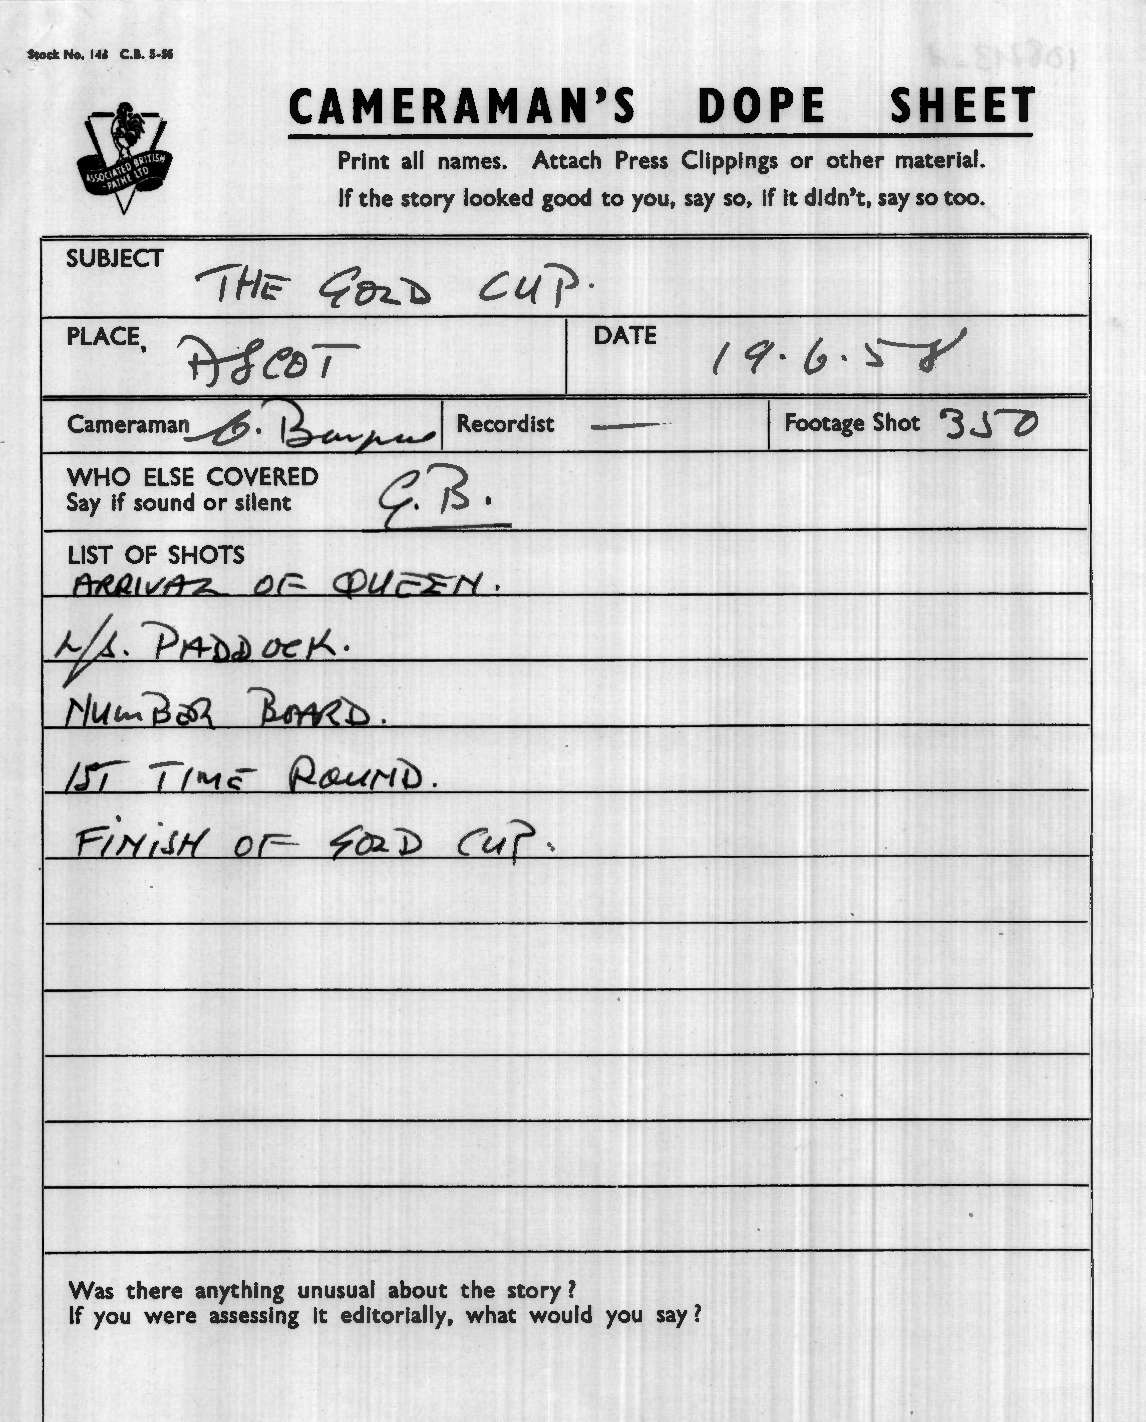 Stock No. 146 C.B. 5-56
CAMERAMAN'S DOPE SHEET
ASSOCIATED BRITISH
-PATHE LTD
Print all names. Attach Press Clippings or other material.
If the story looked good to you, say so, if it didn't, say so too.
SUBJECT THE GOLD CUP.
PLACE, ASCOT DATE 19.6.58
Cameraman Recordist — Footage Shot 350
WHO ELSE COVERED
Say if sound or silent G.B.
LIST OF SHOTS
ARRIVAL OF QUEEN.
L/S. PADDOCK.
NUMBER BOARD.
1ST TIME ROUND.
FINISH OF GOLD CUP.
Was there anything unusual about the story?
If you were assessing it editorially, what would you say?